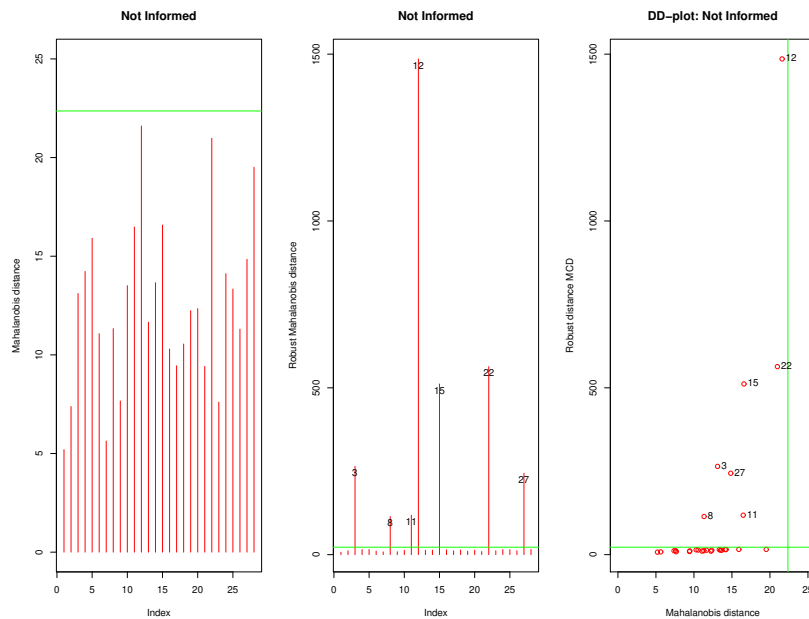 Not Informed
Mahalanobis distance
25
20
15
10
5
0
0 5 10 15 20 25
Index
Not Informed
Robust Mahalanobis distance
1500
1000
500
0
12
22
15
3
27
8
11
0 5 10 15 20 25
Index
DD−plot: Not Informed
Robust distance MCD
1500
1000
500
0
12
22
15
3
27
8
11
0 5 10 15 20 25
Mahalanobis distance